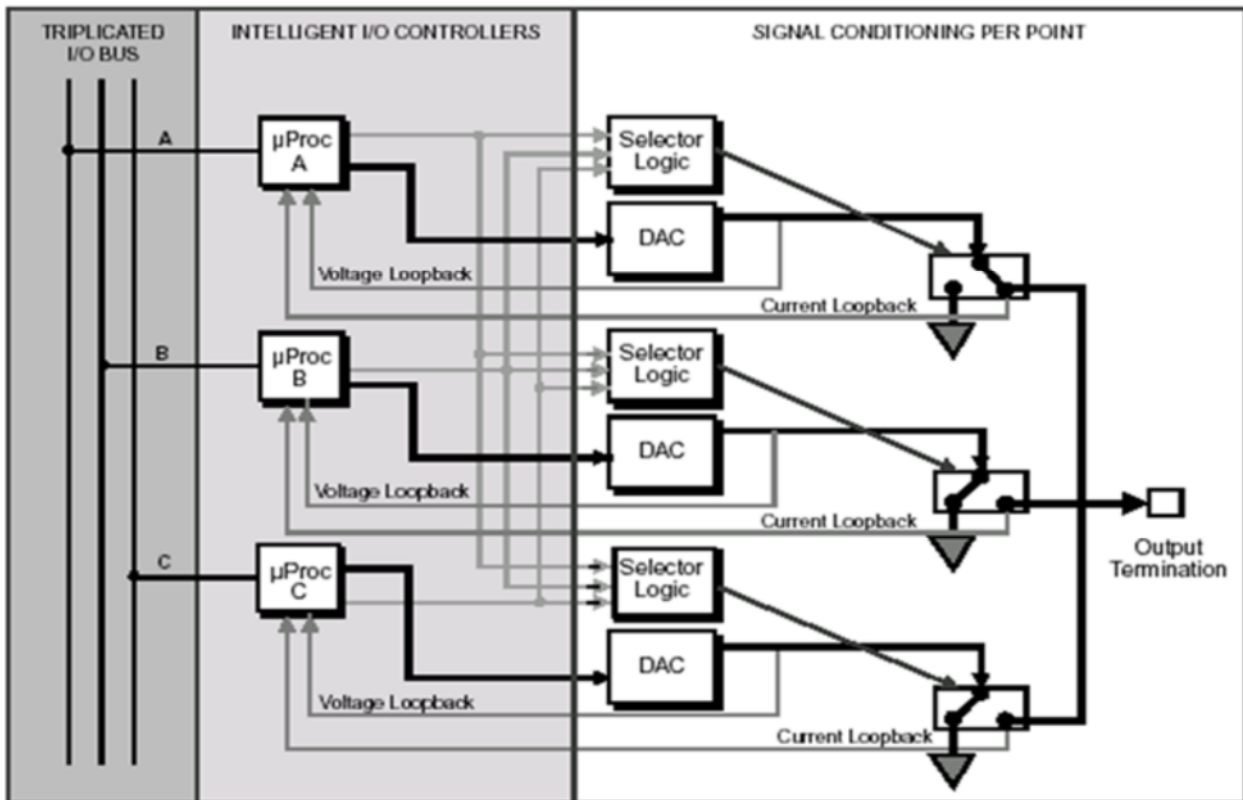 TRIPLICATED
I/O BUS
INTELLIGENT I/O CONTROLLERS
SIGNAL CONDITIONING PER POINT
A
µProc
A
Selector
Logic
DAC
Voltage Loopback
Current Loopback
B
µProc
B
Selector
Logic
DAC
Voltage Loopback
Current Loopback
Output
Termination
C
µProc
C
Selector
Logic
DAC
Voltage Loopback
Current Loopback